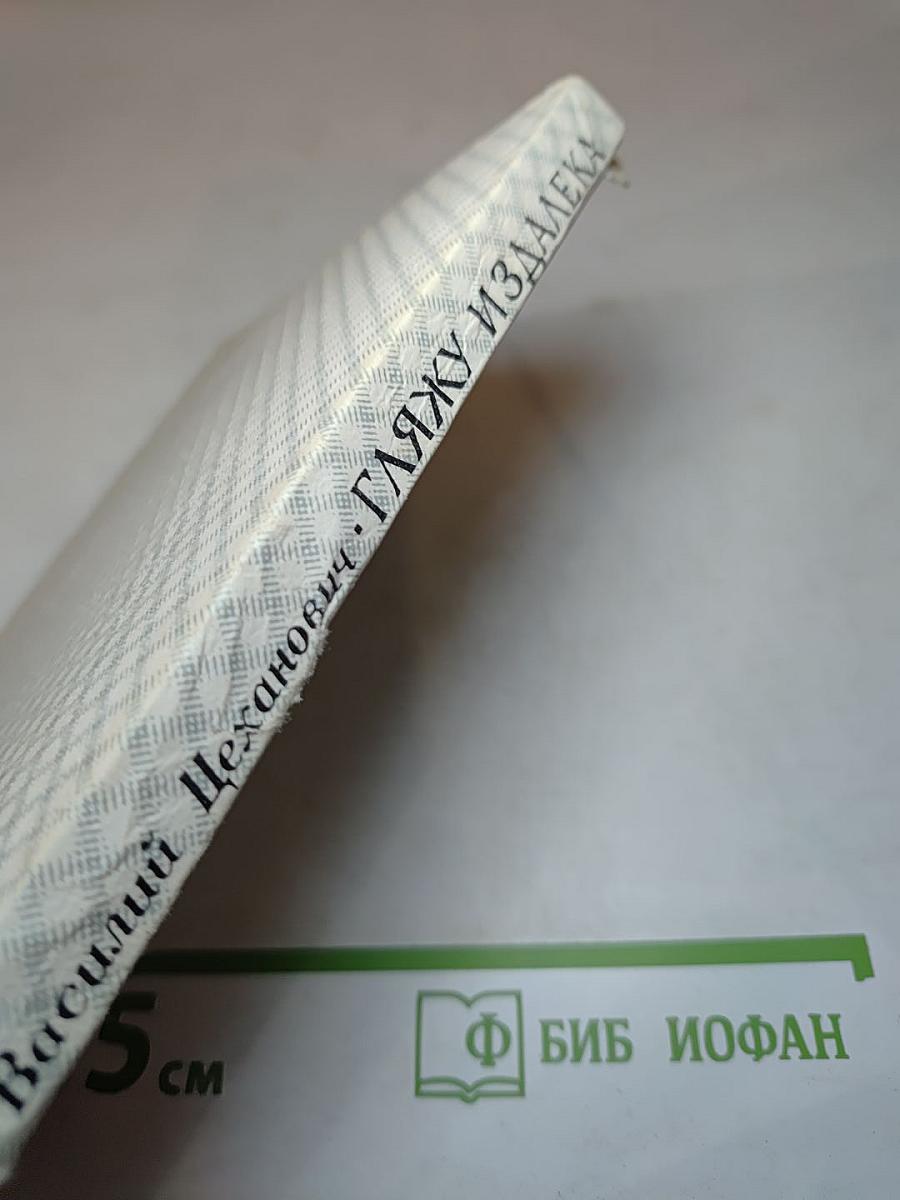 Василий Цеханович · ГЛЯЖУ ИЗДАЛЕКА
5 см
Ф БИБ ИОФАН